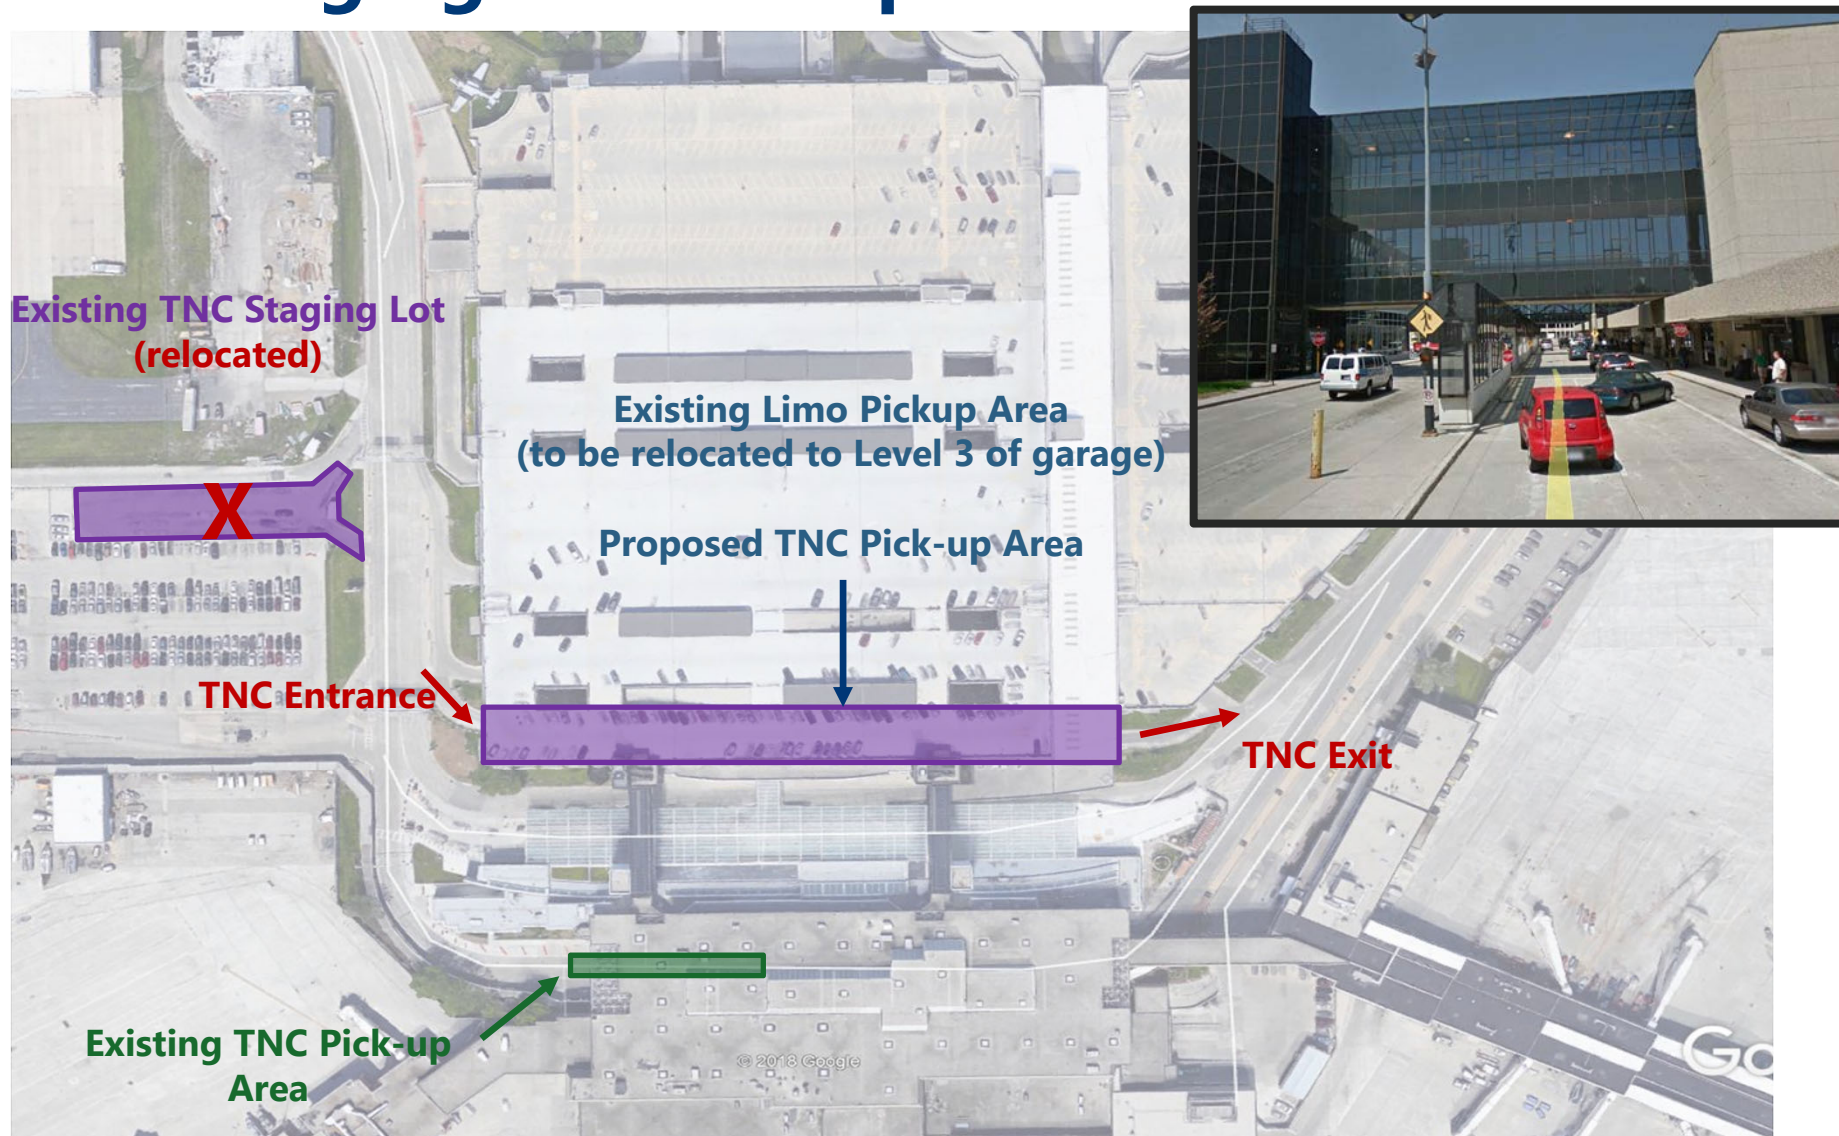 Existing TNC Staging Lot
(relocated)
X
Existing Limo Pickup Area
(to be relocated to Level 3 of garage)
Proposed TNC Pick-up Area
TNC Entrance
TNC Exit
Existing TNC Pick-up
Area
© 2018 Google
Go